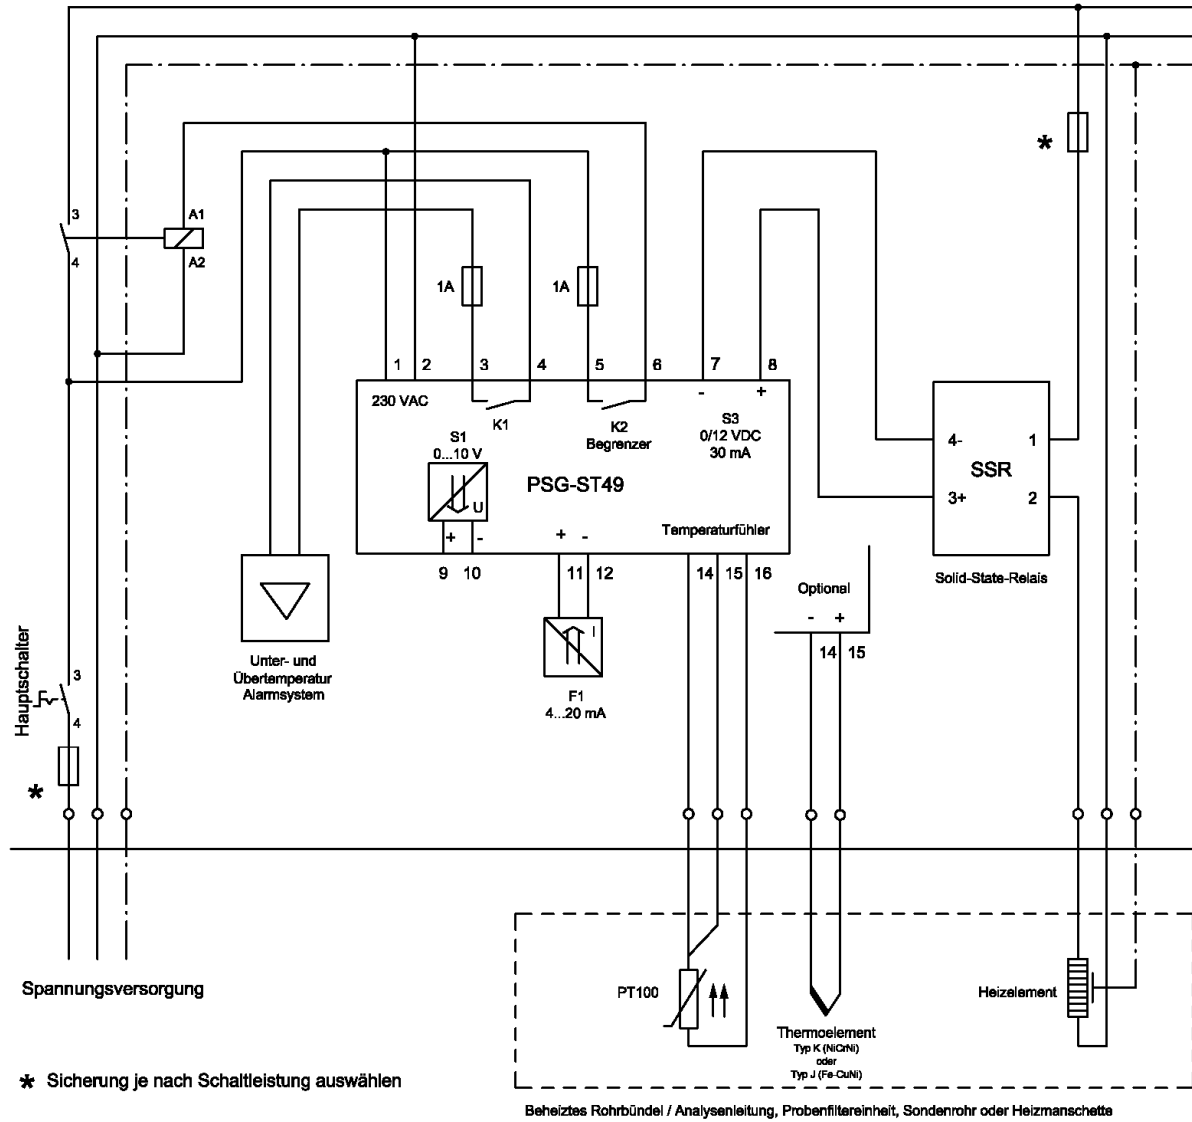 *
3
A1
4
A2
1A
1A
1
2
3
4
5
6
7
8
230 VAC
K1
K2
Begrenzer
-
+
S3
0/12 VDC
30 mA
S1
0...10 V
U
PSG-ST49
+
-
+
-
Temperaturfühler
4-
1
SSR
3+
2
Solid-State-Relais
9
10
11
12
14
15
16
Optional
-
+
14
15
I
F1
4...20 mA
Unter- und
Übertemperatur
Alarmsystem
Hauptschalter
3
4
*
Spannungsversorgung
PT100
Thermoelement
Typ K (NiCrNi)
oder
Typ J (Fe-CuNi)
Heizelement
* Sicherung je nach Schaltleistung auswählen
Beheiztes Rohrbündel / Analysenleitung, Probenfiltereinheit, Sondenrohr oder Heizmanschette